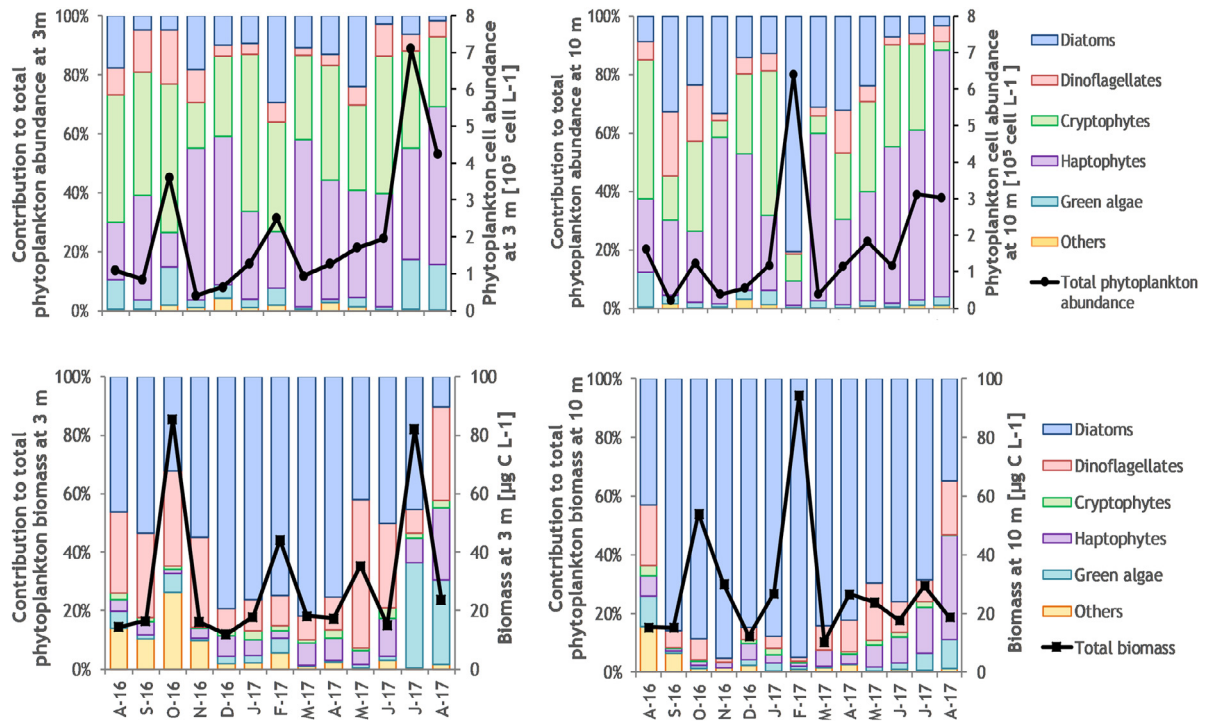 Contribution to total
phytoplankton abundance at 3m
100%
80%
60%
40%
20%
0%
8
7
6
5
4
3
2
1
0
Phytoplankton cell abundance
at 3 m [10⁵ cell L-1]
Contribution to total
phytoplankton abundance at 10 m
100%
80%
60%
40%
20%
0%
8
7
6
5
4
3
2
1
0
Phytoplankton cell abundance
at 10 m [10⁵ cell L-1 ]
Diatoms
Dinoflagellates
Cryptophytes
Haptophytes
Green algae
Others
Total phytoplankton
abundance
Contribution to total
phytoplankton biomass at 3 m
100%
80%
60%
40%
20%
0%
100
80
60
40
20
0
Biomass at 3 m [µg C L-1]
A-16
S-16
O-16
N-16
D-16
J-17
F-17
M-17
A-17
M-17
J-17
J-17
A-17
Contribution to total
phytoplankton biomass at 10 m
100%
80%
60%
40%
20%
0%
100
80
60
40
20
0
Biomass at 10 m [µg C L-1]
A-16
S-16
O-16
N-16
D-16
J-17
F-17
M-17
A-17
M-17
J-17
J-17
A-17
Diatoms
Dinoflagellates
Cryptophytes
Haptophytes
Green algae
Others
Total biomass